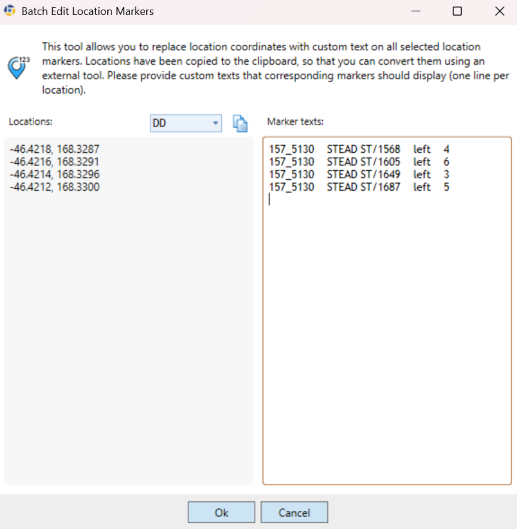 Batch Edit Location Markers
This tool allows you to replace location coordinates with custom text on all selected location
markers. Locations have been copied to the clipboard, so that you can convert them using an
external tool. Please provide custom texts that corresponding markers should display (one line per
location).
123
Locations: DD Marker texts:
-46.4218, 168.3287
-46.4216, 168.3291
-46.4214, 168.3296
-46.4212, 168.3300
157_5130 STEAD ST/1568 left 4
157_5130 STEAD ST/1605 left 6
157_5130 STEAD ST/1649 left 3
157_5130 STEAD ST/1687 left 5
Ok Cancel